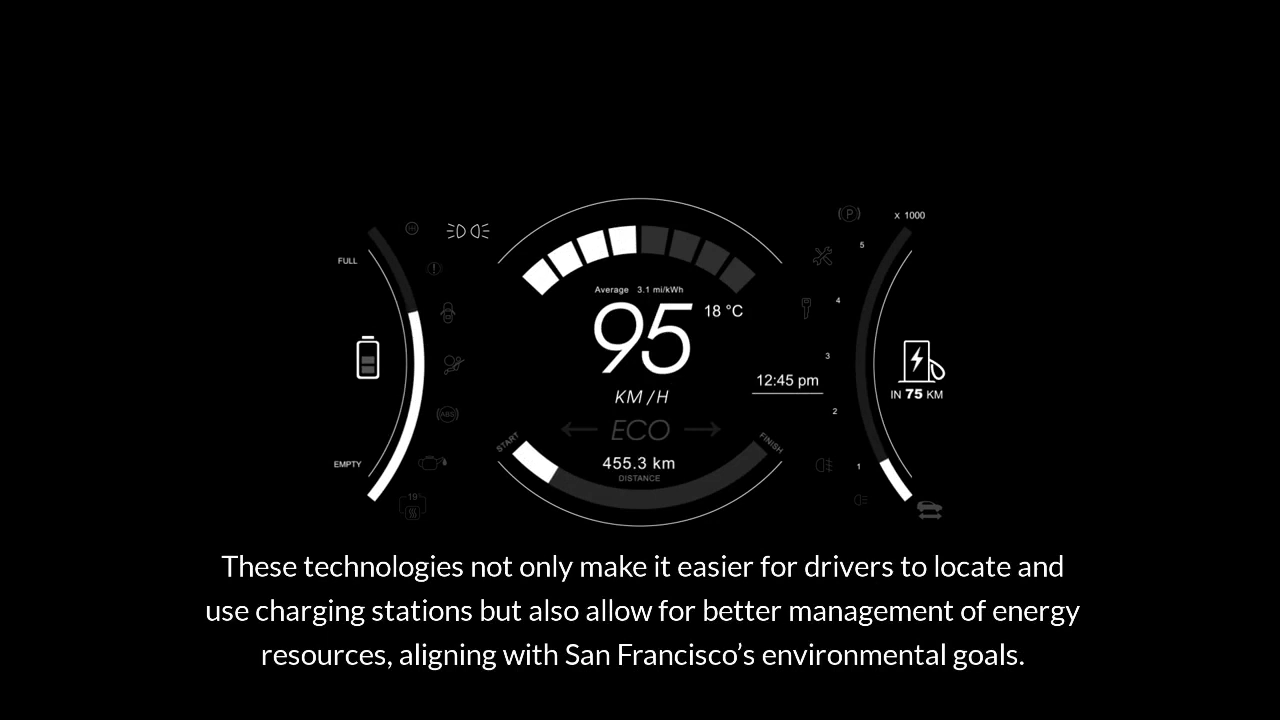 x 1000
5
FULL
Average 3.1 mi/kWh
4
95
18 °C
3
12:45 pm
KM/H
IN 75 KM
2
ABS
ECO
START
FINISH
EMPTY
455.3 km
1
DISTANCE
19
P
These technologies not only make it easier for drivers to locate and
use charging stations but also allow for better management of energy
resources, aligning with San Francisco’s environmental goals.